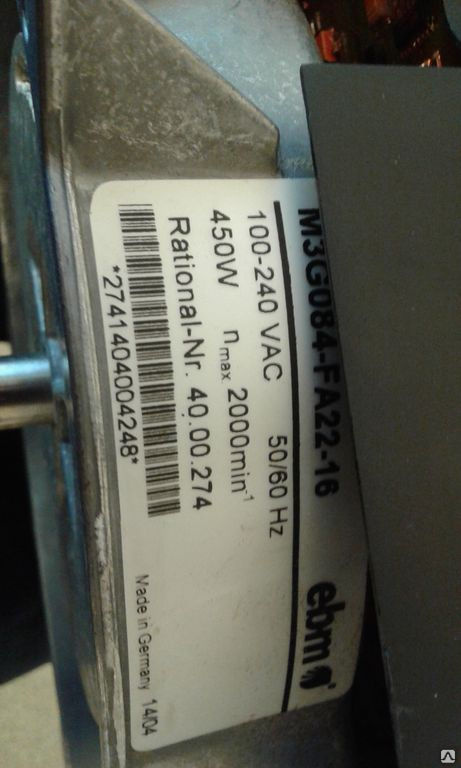 M3G084-FA22-16 ebm
100-240 VAC 50/60 Hz
450W nmax 2000min-1
Rational-Nr. 40.00.274
*2741404004248*
Made in Germany 14/04